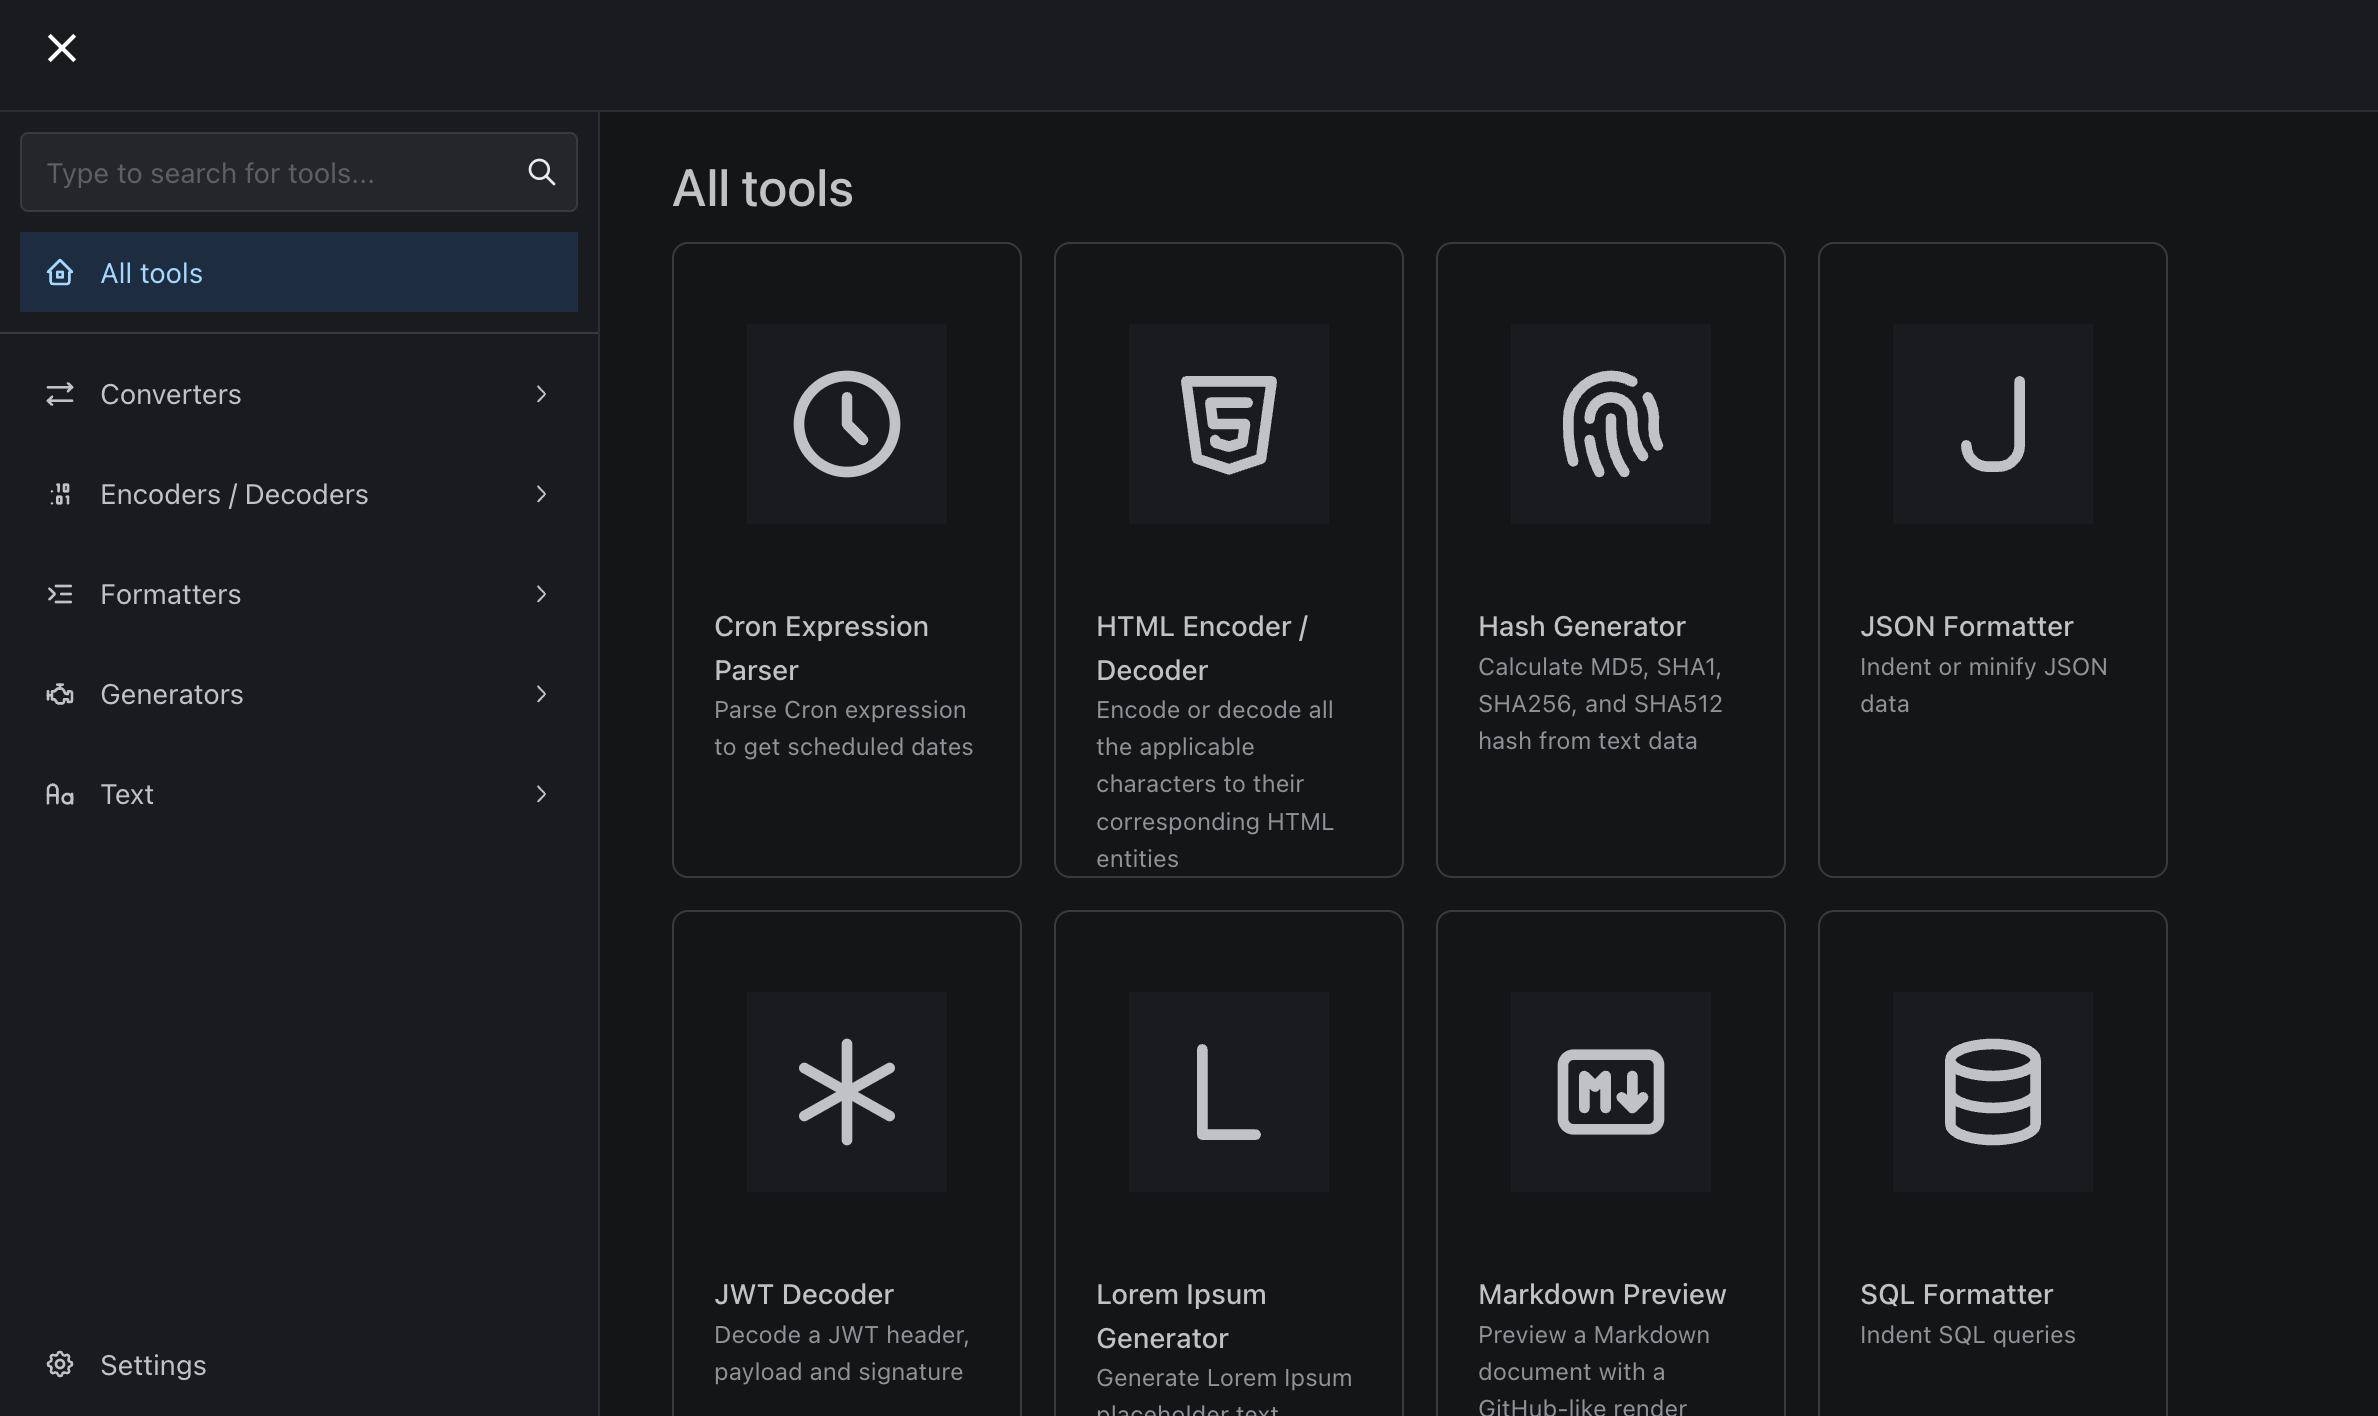 Type to search for tools...
All tools
Converters
Encoders / Decoders
Formatters
Generators
Text
Settings
All tools
Cron Expression
Parser
Parse Cron expression
to get scheduled dates
HTML Encoder /
Decoder
Encode or decode all
the applicable
characters to their
corresponding HTML
entities
Hash Generator
Calculate MD5, SHA1,
SHA256, and SHA512
hash from text data
JSON Formatter
Indent or minify JSON
data
JWT Decoder
Decode a JWT header,
payload and signature
Lorem Ipsum
Generator
Generate Lorem Ipsum
placeholder text
Markdown Preview
Preview a Markdown
document with a
GitHub-like render
SQL Formatter
Indent SQL queries